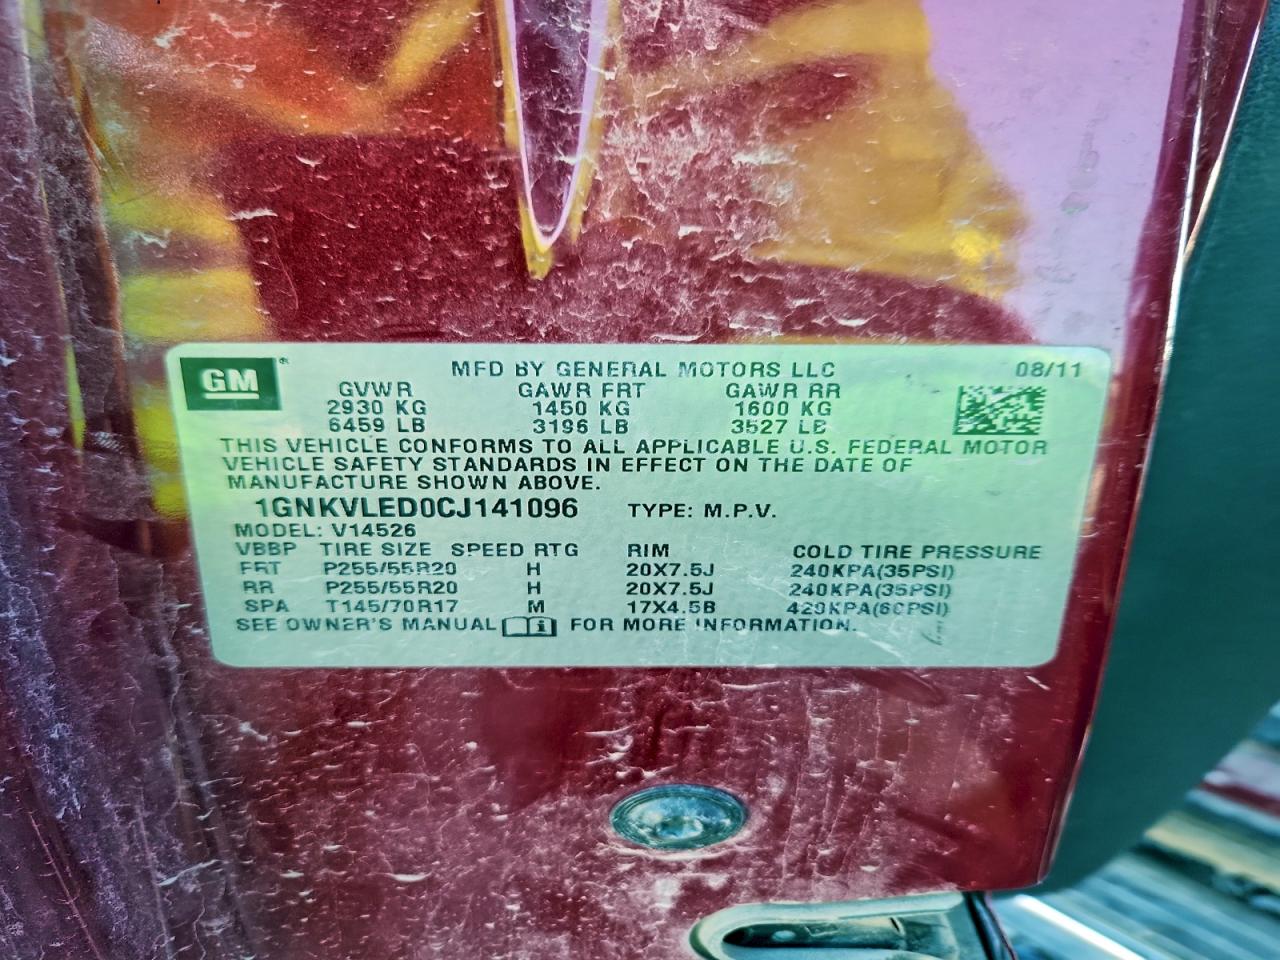 GM ® MFD BY GENERAL MOTORS LLC 08/11
GVWR GAWR FRT GAWR RR
2930 KG 1450 KG 1600 KG
6459 LB 3196 LB 3527 LB
THIS VEHICLE CONFORMS TO ALL APPLICABLE U.S. FEDERAL MOTOR
VEHICLE SAFETY STANDARDS IN EFFECT ON THE DATE OF
MANUFACTURE SHOWN ABOVE.
1GNKVLED0CJ141096 TYPE: M.P.V.
MODEL: V14526
VBBP TIRE SIZE SPEED RTG RIM COLD TIRE PRESSURE
FRT P255/55R20 H 20X7.5J 240KPA(35PSI)
RR P255/55R20 H 20X7.5J 240KPA(35PSI)
SPA T145/70R17 M 17X4.5B 420KPA(60PSI)
SEE OWNER'S MANUAL FOR MORE INFORMATION.